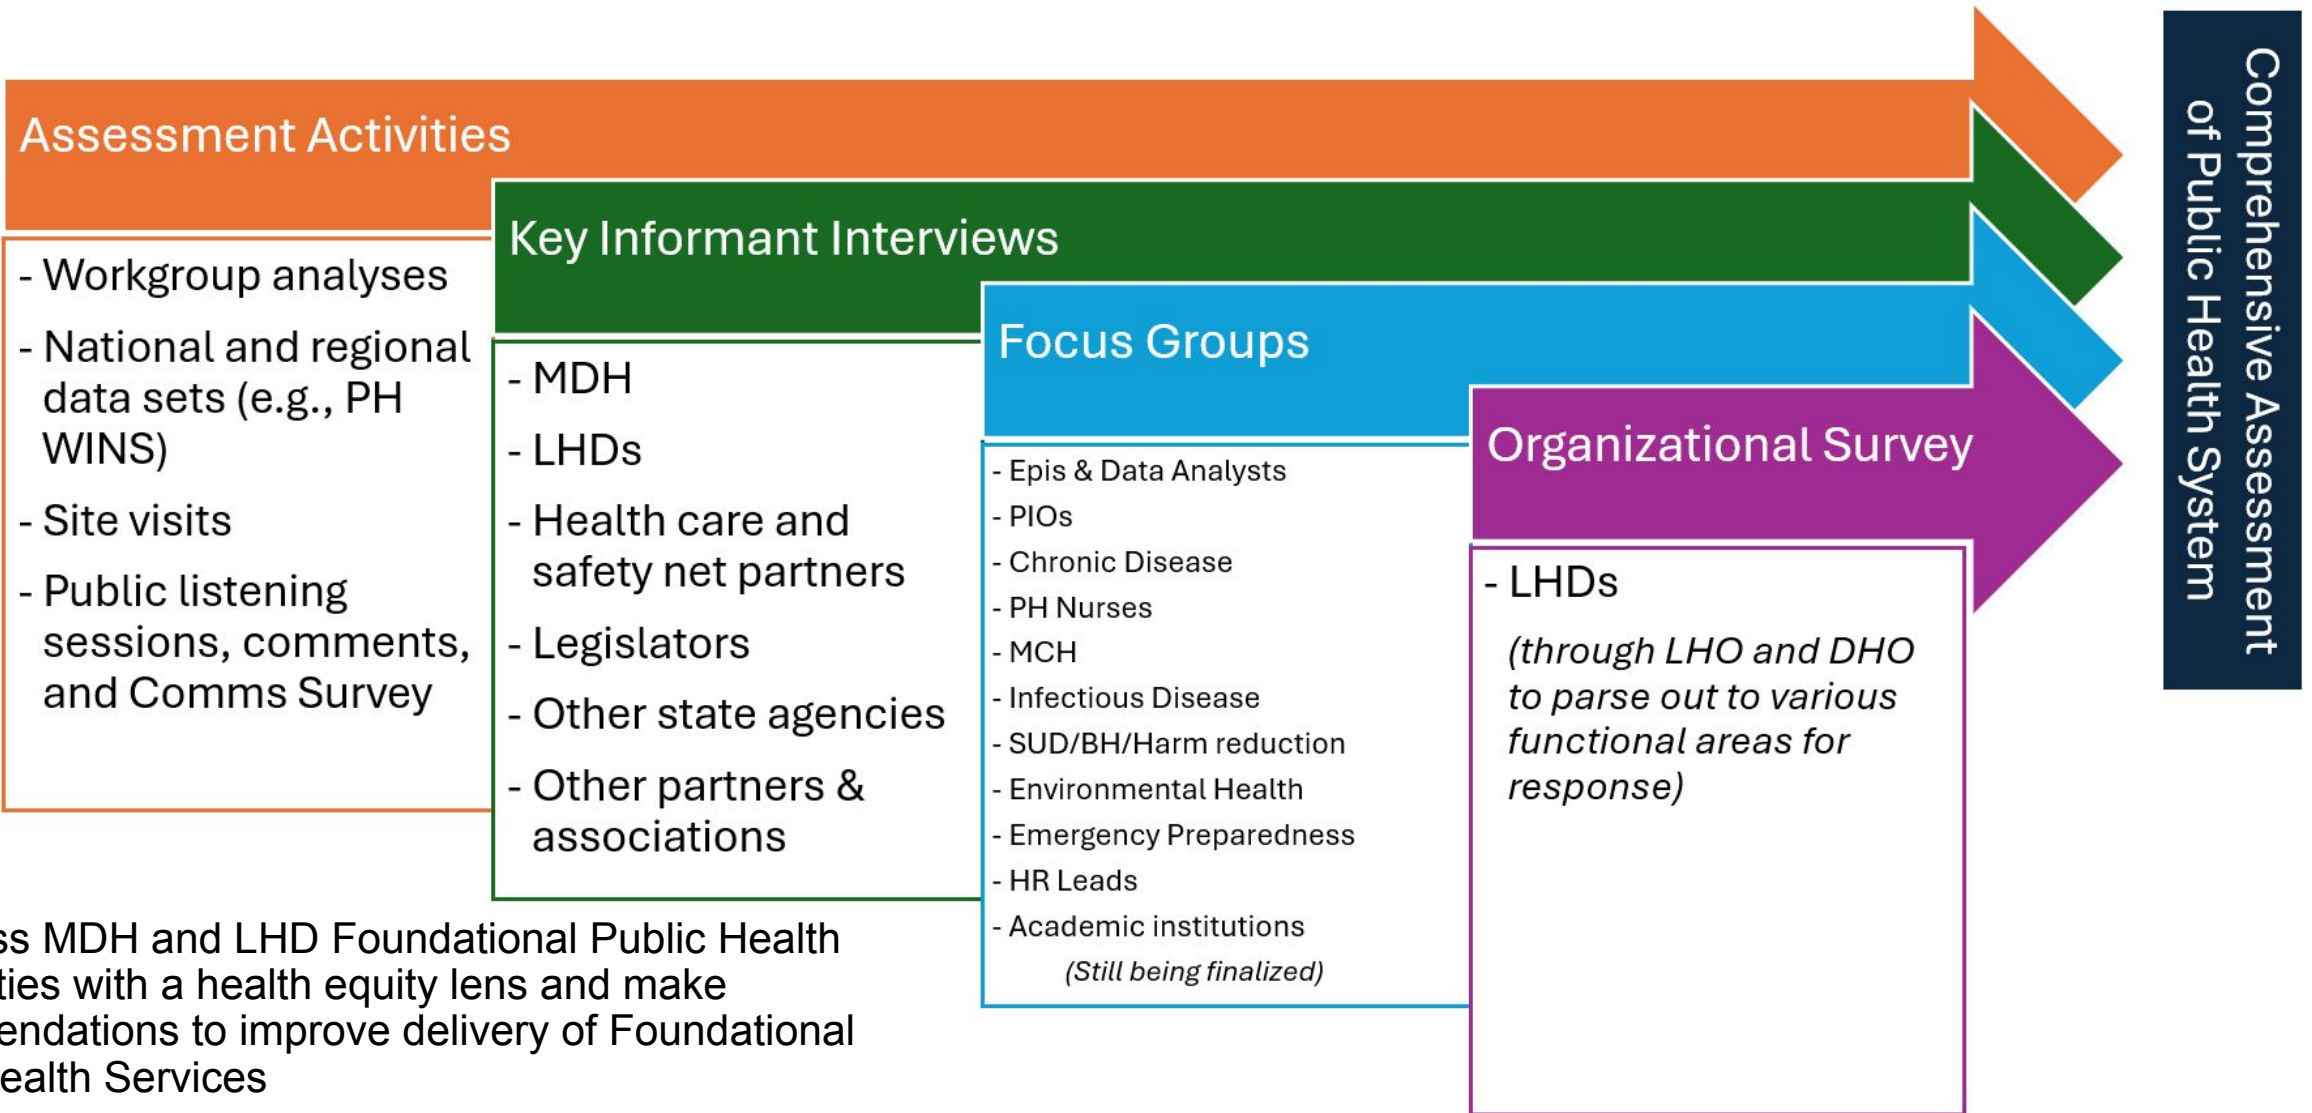 Assessment Activities
- Workgroup analyses
- National and regional
data sets (e.g., PH
WINS)
- Site visits
- Public listening
sessions, comments,
and Comms Survey
Key Informant Interviews
- MDH
- LHDs
- Health care and
safety net partners
- Legislators
- Other state agencies
- Other partners &
associations
Focus Groups
- Epis & Data Analysts
- PIOs
- Chronic Disease
- PH Nurses
- MCH
- Infectious Disease
- SUD/BH/Harm reduction
- Environmental Health
- Emergency Preparedness
- HR Leads
- Academic institutions
(Still being finalized)
Organizational Survey
- LHDs
(through LHO and DHO
to parse out to various
functional areas for
response)
Comprehensive Assessment
of Public Health System
MDH and LHD Foundational Public Health
with a health equity lens and make
to improve delivery of Foundational
Services